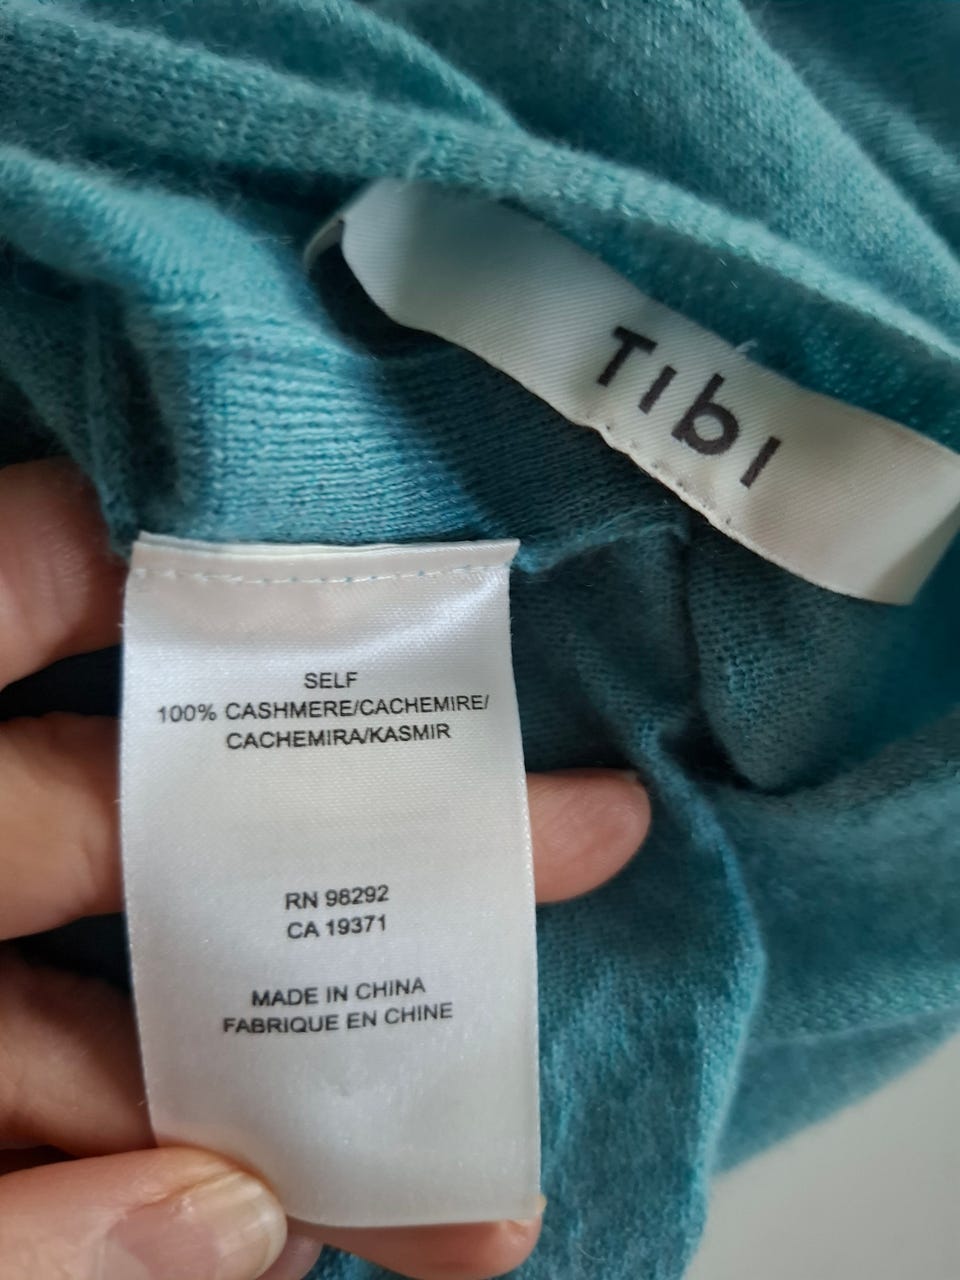 TIbI
SELF
100% CASHMERE/CACHEMIRE/
CACHEMIRA/KASMIR
RN 98292
CA 19371
MADE IN CHINA
FABRIQUE EN CHINE